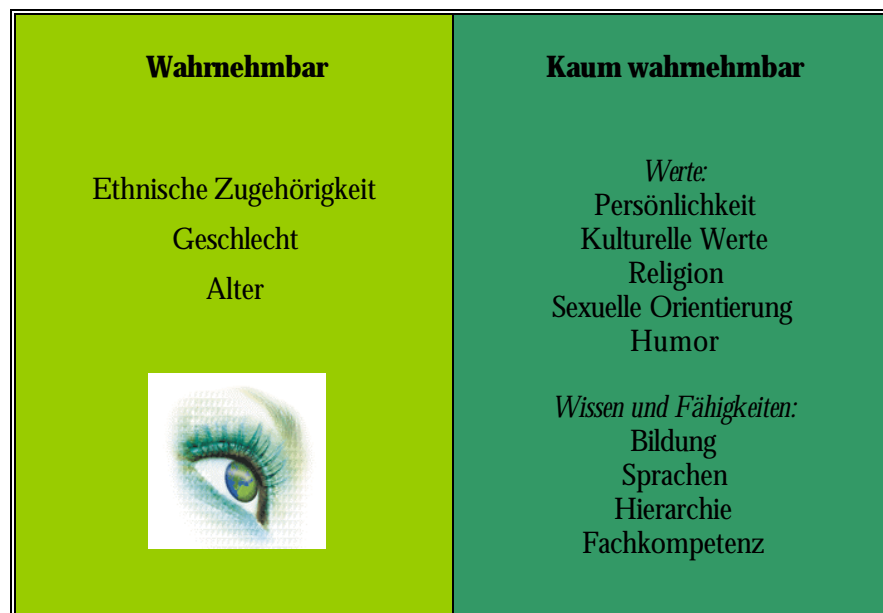 Wahrnehmbar
Ethnische Zugehörigkeit
Geschlecht
Alter
Kaum wahrnehmbar
Werte:
Persönlichkeit
Kulturelle Werte
Religion
Sexuelle Orientierung
Humor
Wissen und Fähigkeiten:
Bildung
Sprachen
Hierarchie
Fachkompetenz